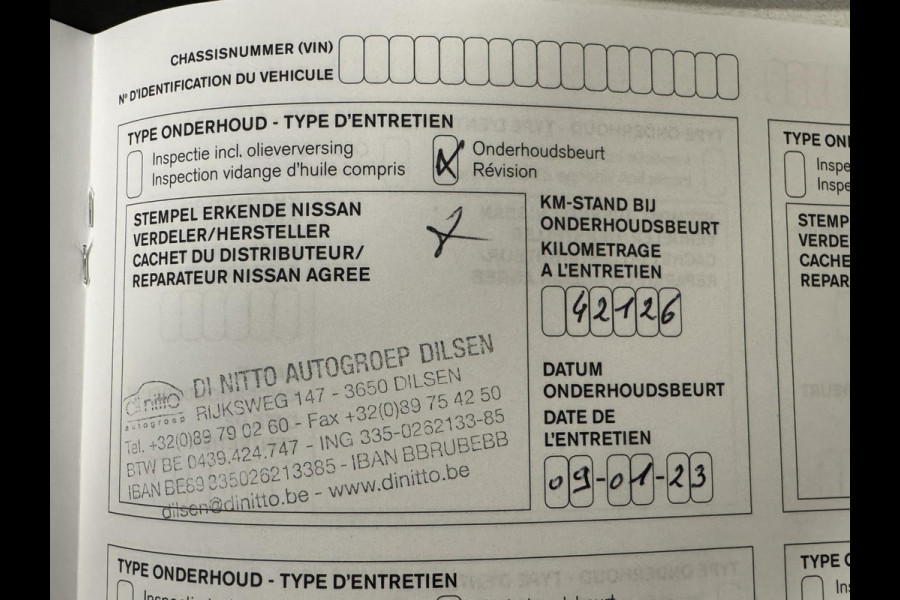 CHASSISNUMMER (VIN)
N° D'IDENTIFICATION DU VEHICULE
TYPE ONDERHOUD - TYPE D'ENTRETIEN
Inspectie incl. olieverversing
Inspection vidange d'huile compris
Onderhoudsbeurt
Révision
STEMPEL ERKENDE NISSAN
VERDELER/HERSTELLER
CACHET DU DISTRIBUTEUR/
REPARATEUR NISSAN AGREE
KM-STAND BIJ
ONDERHOUDSBEURT
KILOMETRAGE
A L'ENTRETIEN
42126
DATUM
ONDERHOUDSBEURT
DATE DE
L'ENTRETIEN
09-01-23
di nitto
autogroep
DI NITTO AUTOGROEP DILSEN
RIJKSWEG 147 - 3650 DILSEN
Tel. +32(0)89 79 02 60 - Fax +32(0)89 75 42 50
BTW BE 0439.424.747 - ING 335-0262133-85
IBAN BE69 335026213385 - IBAN BBRUBEBB
dilsen@dinitto.be - www.dinitto.be
TYPE ONDERHOUD - TYPE D'ENTRETIEN
TYPE ON
Inspe
Inspe
STEMP
VERDE
CACHE
REPAR
TYPE O